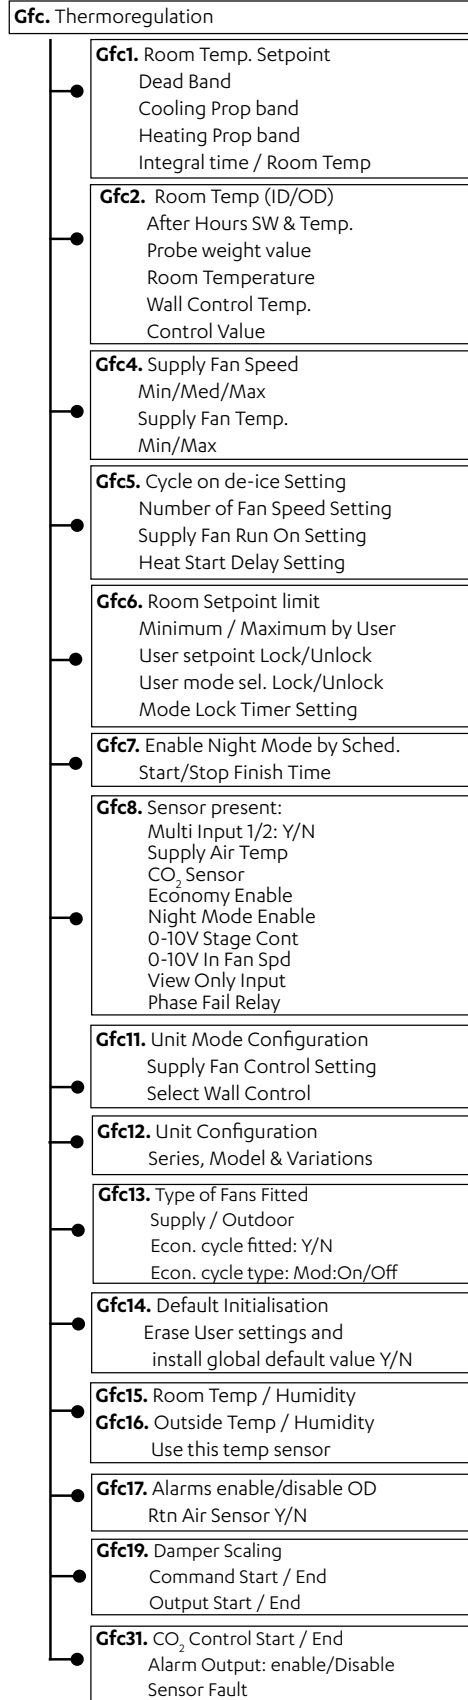 Gfc. Thermoregulation
Gfc1. Room Temp. Setpoint
Dead Band
Cooling Prop band
Heating Prop band
Integral time / Room Temp
Gfc2. Room Temp (ID/OD)
After Hours SW & Temp.
Probe weight value
Room Temperature
Wall Control Temp.
Control Value
Gfc4. Supply Fan Speed
Min/Med/Max
Supply Fan Temp.
Min/Max
Gfc5. Cycle on de-ice Setting
Number of Fan Speed Setting
Supply Fan Run On Setting
Heat Start Delay Setting
Gfc6. Room Setpoint limit
Minimum / Maximum by User
User setpoint Lock/Unlock
User mode sel. Lock/Unlock
Mode Lock Timer Setting
Gfc7. Enable Night Mode by Sched.
Start/Stop Finish Time
Gfc8. Sensor present:
Multi Input 1/2: Y/N
Supply Air Temp
CO₂ Sensor
Economy Enable
Night Mode Enable
0-10V Stage Cont
0-10V In Fan Spd
View Only Input
Phase Fail Relay
Gfc11. Unit Mode Configuration
Supply Fan Control Setting
Select Wall Control
Gfc12. Unit Configuration
Series, Model & Variations
Gfc13. Type of Fans Fitted
Supply / Outdoor
Econ. cycle fitted: Y/N
Econ. cycle type: Mod:On/Off
Gfc14. Default Initialisation
Erase User settings and
install global default value Y/N
Gfc15. Room Temp / Humidity
Gfc16. Outside Temp / Humidity
Use this temp sensor
Gfc17. Alarms enable/disable OD
Rtn Air Sensor Y/N
Gfc19. Damper Scaling
Command Start / End
Output Start / End
Gfc31. CO₂ Control Start / End
Alarm Output: enable/Disable
Sensor Fault